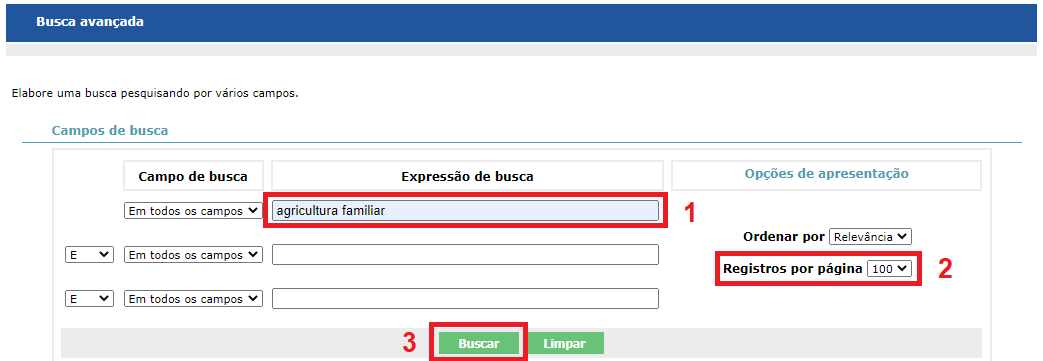 Busca avançada
Elabore uma busca pesquisando por vários campos.
Campos de busca
Campo de busca Expressão de busca Opções de apresentação
Em todos os campos agricultura familiar 1
Ordenar por Relevância
E Em todos os campos
Registros por página 100 2
E Em todos os campos
3 Buscar Limpar